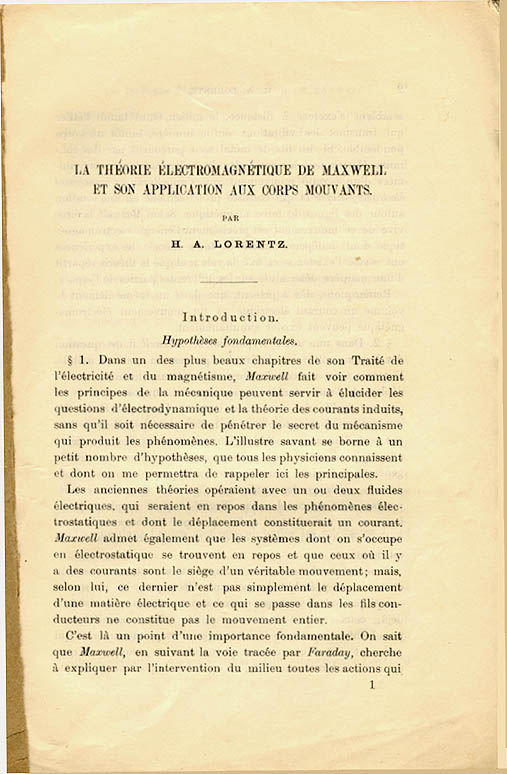 LA THÉORIE ÉLECTROMAGNÉTIQUE DE MAXWELL
ET SON APPLICATION AUX CORPS MOUVANTS.
PAR
H. A. LORENTZ.
Introduction.
Hypothèses fondamentales.
§ 1. Dans un des plus beaux chapitres de son Traité de
l'électricité et du magnétisme, Maxwell fait voir comment
les principes de la mécanique peuvent servir à élucider les
questions d'électrodynamique et la théorie des courants induits,
sans qu'il soit nécessaire de pénétrer le secret du mécanisme
qui produit les phénomènes. L'illustre savant se borne à un
petit nombre d'hypothèses, que tous les physiciens connaissent
et dont on me permettra de rappeler ici les principales.
Les anciennes théories opéraient avec un ou deux fluides
électriques, qui seraient en repos dans les phénomènes élec-
trostatiques et dont le déplacement constituerait un courant.
Maxwell admet également que les systèmes dont on s'occupe
en électrostatique se trouvent en repos et que ceux où il y
a des courants sont le siège d'un véritable mouvement; mais,
selon lui, ce dernier n'est pas simplement le déplacement
d'une matière électrique et ce qui se passe dans les fils con-
ducteurs ne constitue pas le mouvement entier.
C'est là un point d'une importance fondamentale. On sait
que Maxwell, en suivant la voie tracée par Faraday, cherche
à expliquer par l'intervention du milieu toutes les actions qui
1